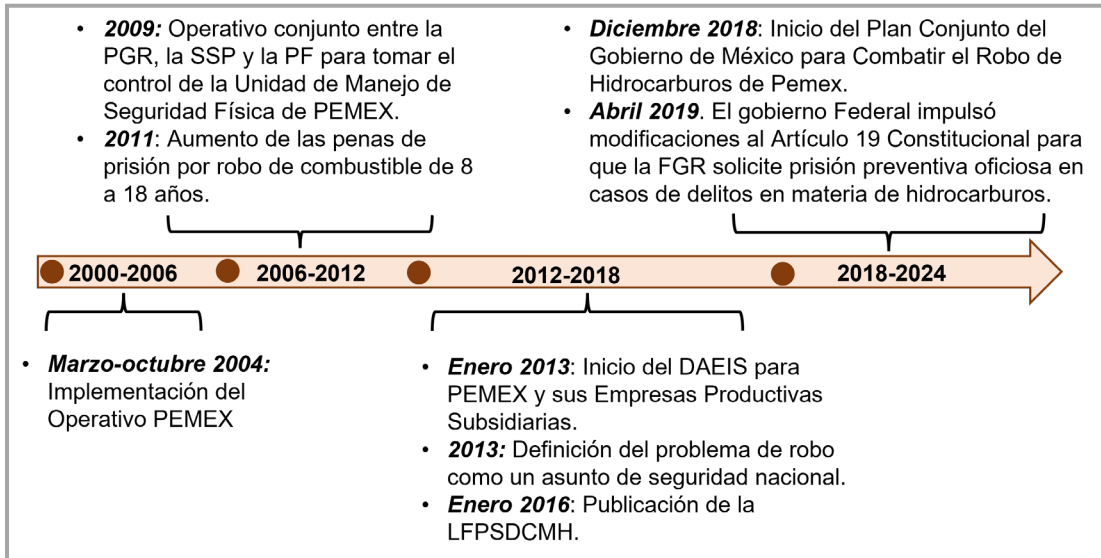 • 2009: Operativo conjunto entre la
PGR, la SSP y la PF para tomar el
control de la Unidad de Manejo de
Seguridad Física de PEMEX.
• 2011: Aumento de las penas de
prisión por robo de combustible de 8
a 18 años.
• Diciembre 2018: Inicio del Plan Conjunto del
Gobierno de México para Combatir el Robo de
Hidrocarburos de Pemex.
• Abril 2019. El gobierno Federal impulsó
modificaciones al Artículo 19 Constitucional para
que la FGR solicite prisión preventiva oficiosa en
casos de delitos en materia de hidrocarburos.
2000-2006
2006-2012
2012-2018
2018-2024
• Marzo-octubre 2004:
Implementación del
Operativo PEMEX
• Enero 2013: Inicio del DAEIS para
PEMEX y sus Empresas Productivas
Subsidiarias.
• 2013: Definición del problema de robo
como un asunto de seguridad nacional.
• Enero 2016: Publicación de la
LFPSDCMH.